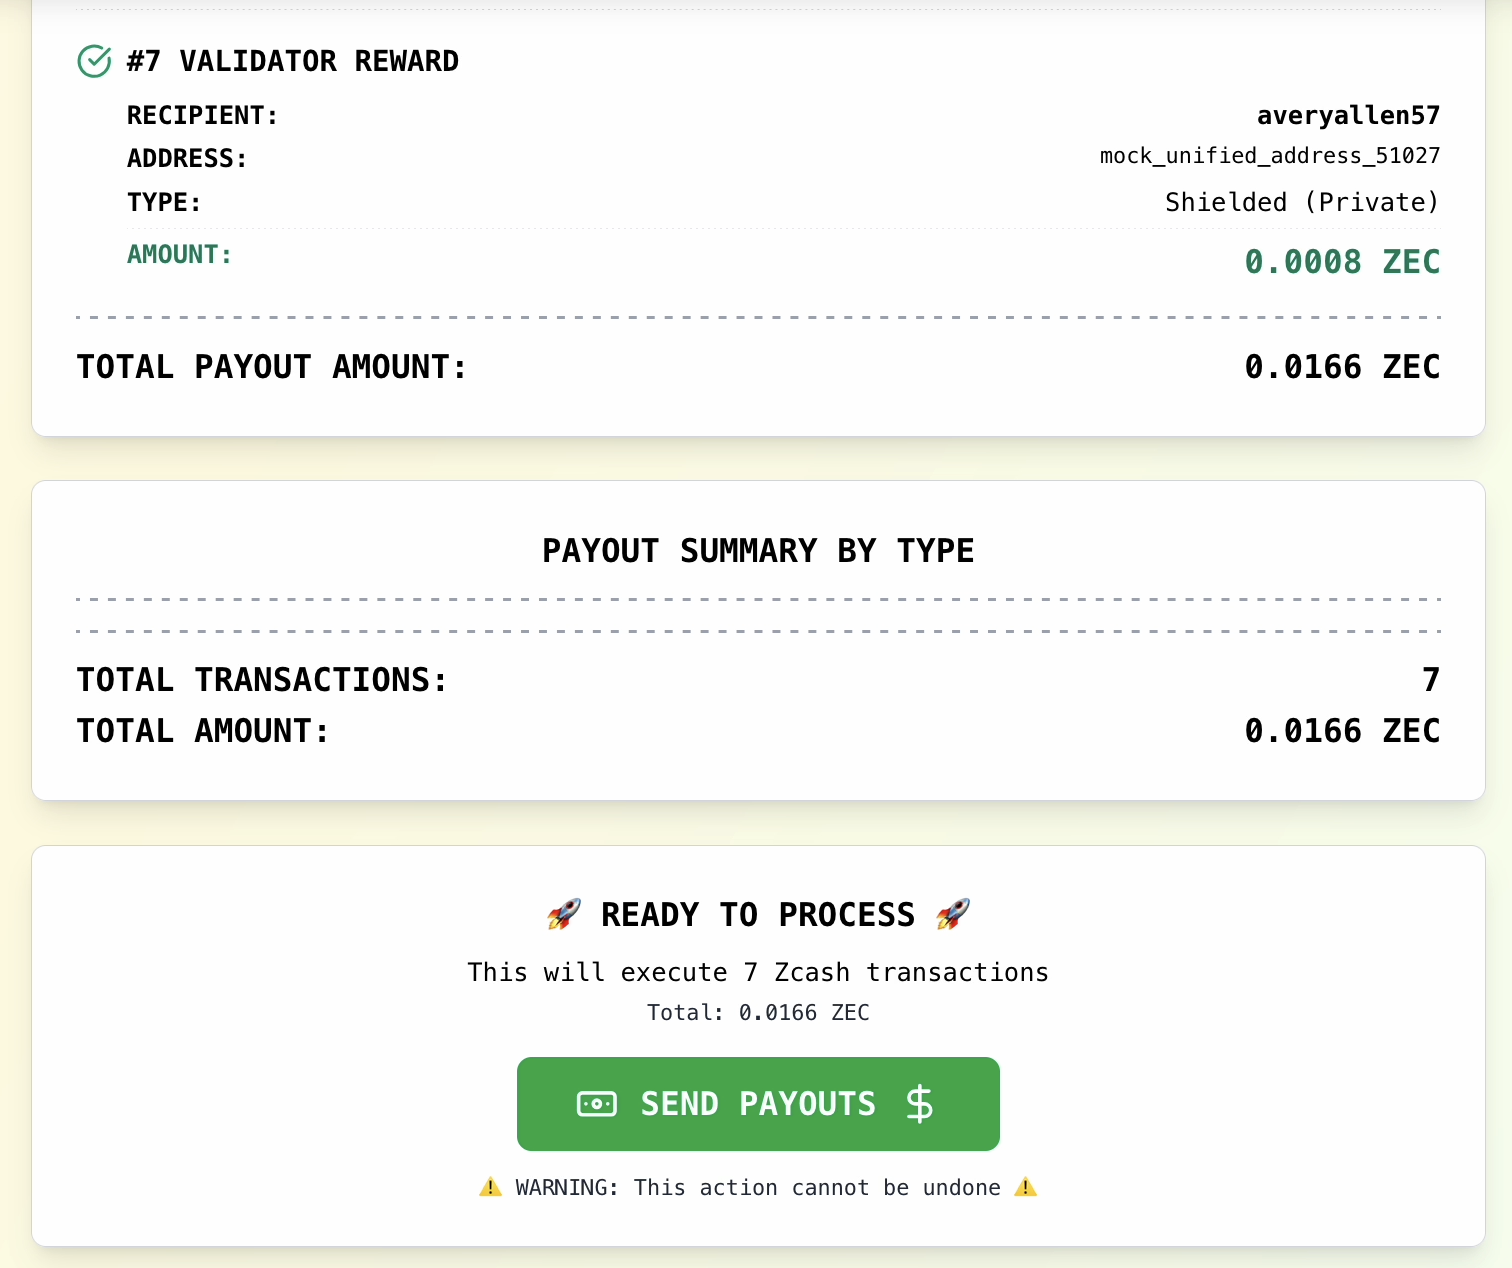 #7 VALIDATOR REWARD
RECIPIENT: averyallen57
ADDRESS: mock_unified_address_51027
TYPE: Shielded (Private)
AMOUNT: 0.0008 ZEC
TOTAL PAYOUT AMOUNT: 0.0166 ZEC
PAYOUT SUMMARY BY TYPE
TOTAL TRANSACTIONS: 7
TOTAL AMOUNT: 0.0166 ZEC
🚀 READY TO PROCESS 🚀
This will execute 7 Zcash transactions
Total: 0.0166 ZEC
SEND PAYOUTS $
⚠️ WARNING: This action cannot be undone ⚠️